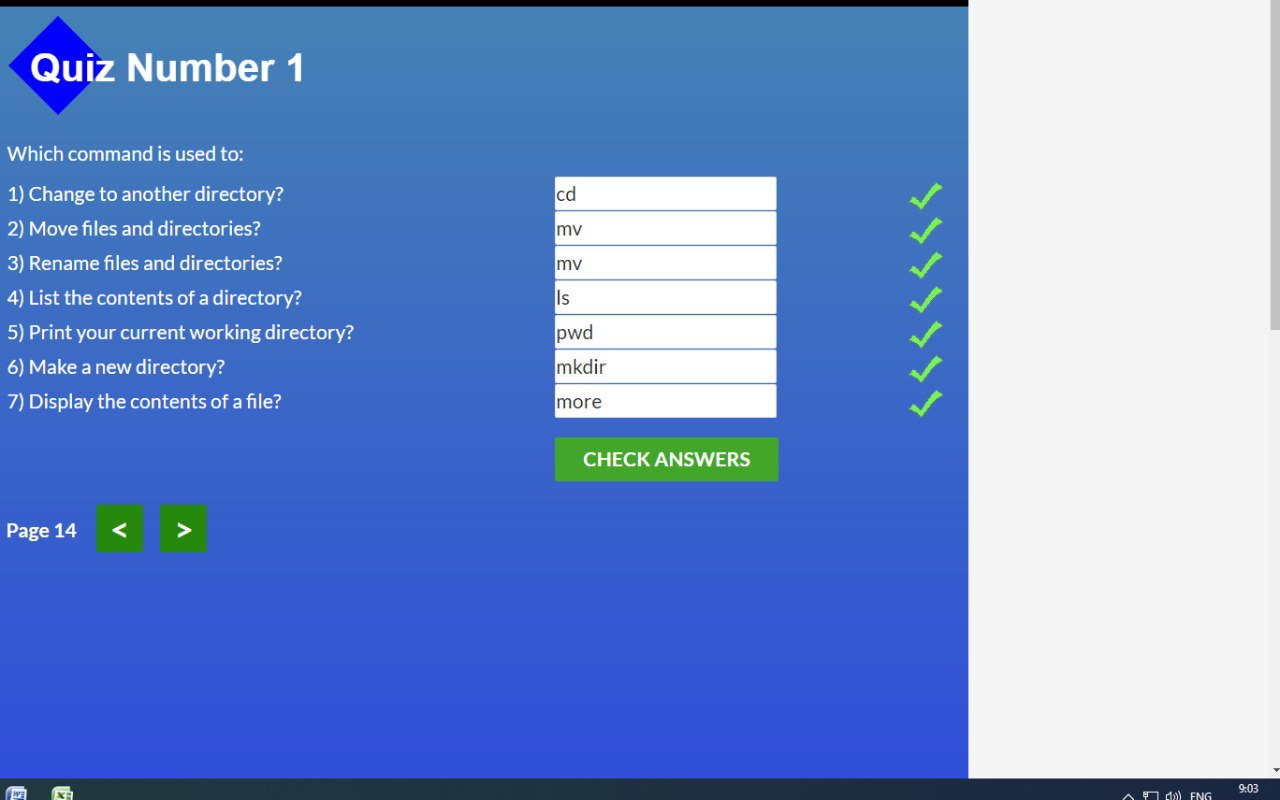 Quiz Number 1
Which command is used to:
1) Change to another directory? cd
2) Move files and directories? mv
3) Rename files and directories? mv
4) List the contents of a directory? ls
5) Print your current working directory? pwd
6) Make a new directory? mkdir
7) Display the contents of a file? more
CHECK ANSWERS
Page 14 < >
ENG 9:03